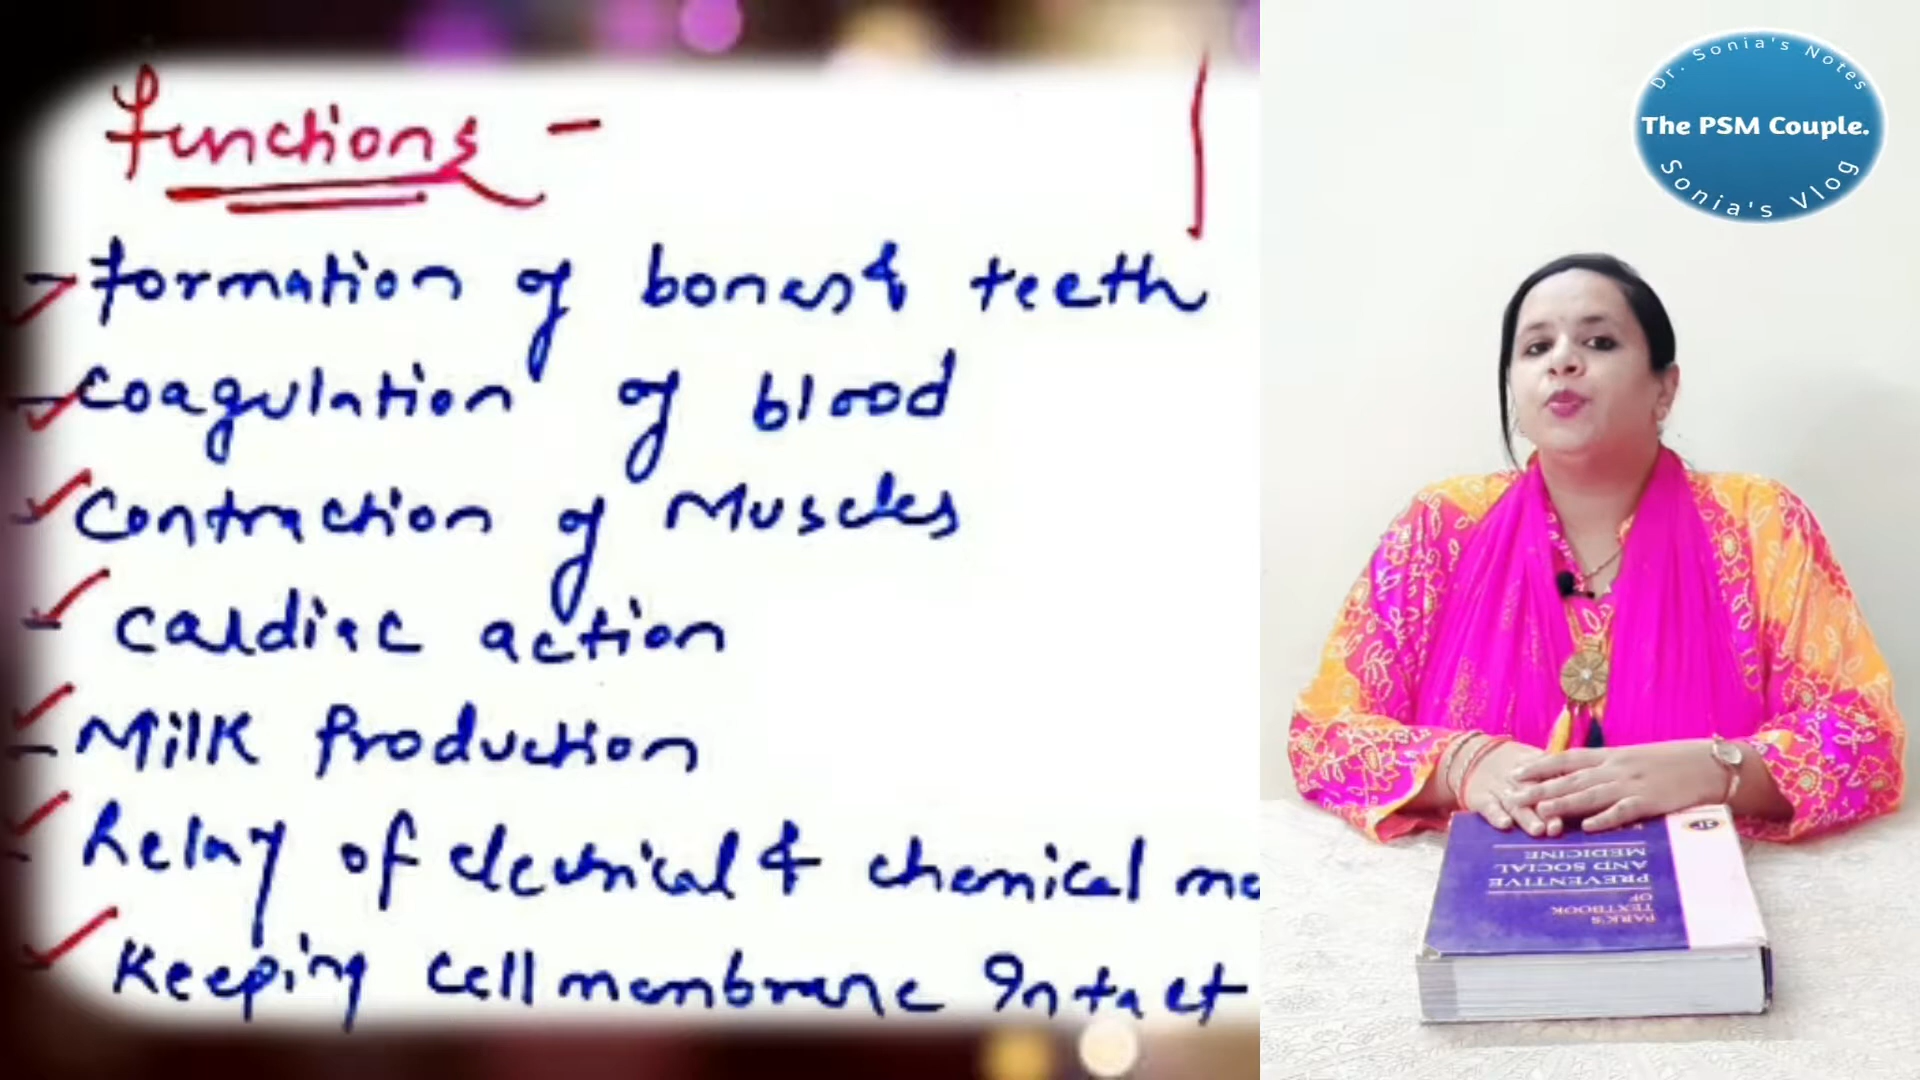 Functions -
- formation of bones & teeth
- coagulation of blood
- Contraction of Muscles
- Cardiac action
- Milk Production
- Relay of electrical & chemical
- Keeping Cell membrane Intact
Dr. Sonia's Notes
The PSM Couple.
Sonia's Vlog
PARK'S
TEXTBOOK
OF
PREVENTIVE
AND SOCIAL
MEDICINE